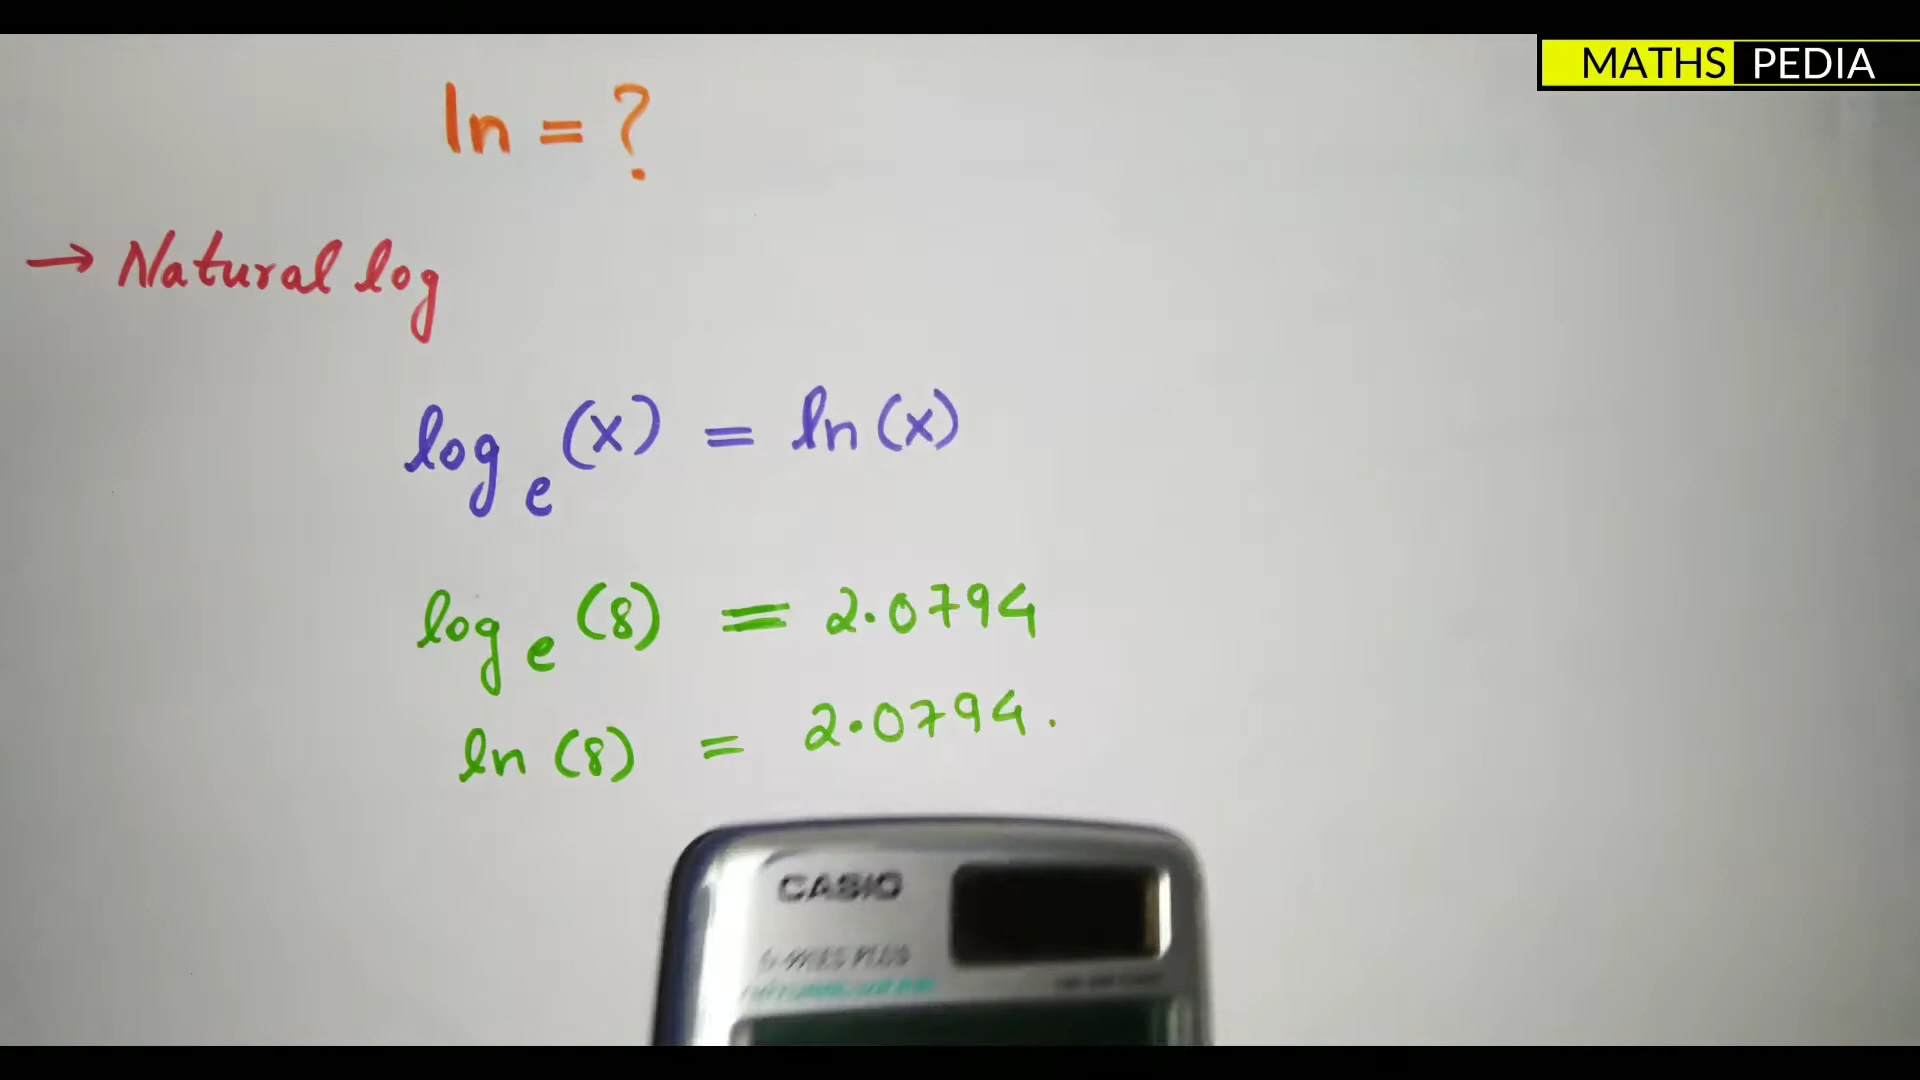 MATHS PEDIA
ln = ?
→ Natural log
logₑ(x) = ln(x)
logₑ(8) = 2.0794
ln(8) = 2.0794.
CASIO